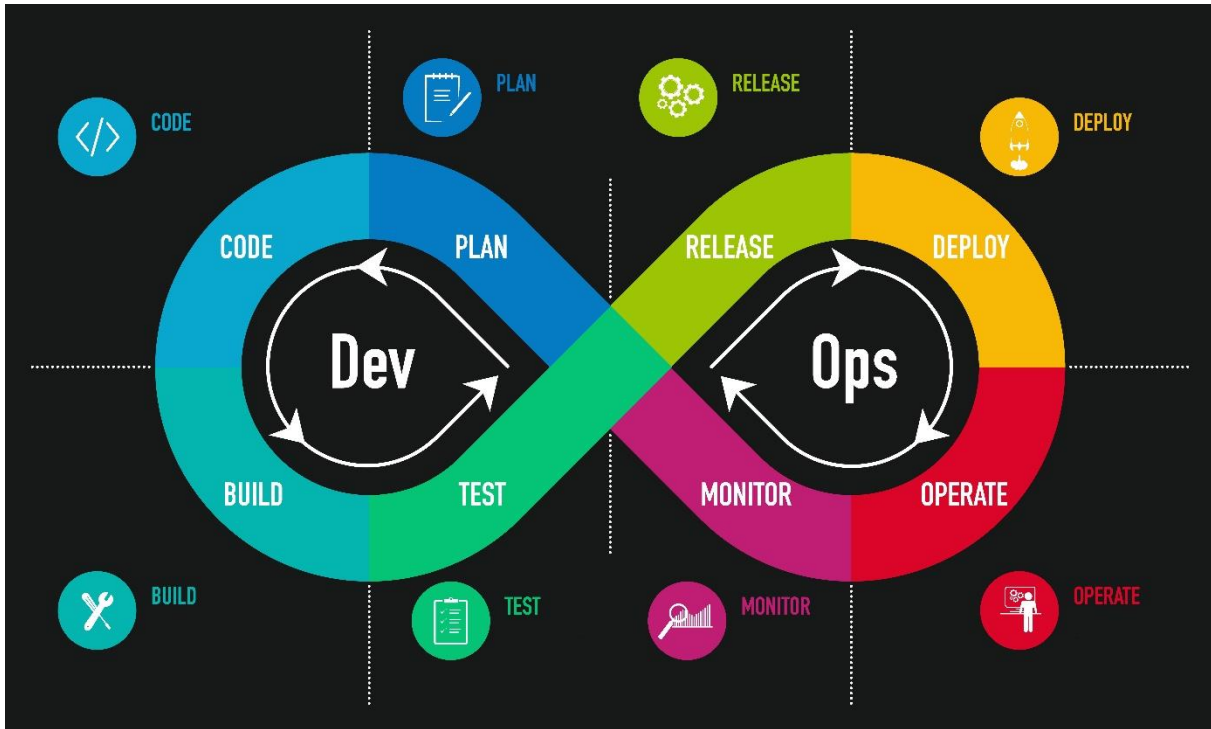 PLAN
RELEASE
CODE
DEPLOY
CODE
PLAN
RELEASE
DEPLOY
Dev
Ops
BUILD
TEST
MONITOR
OPERATE
BUILD
TEST
MONITOR
OPERATE